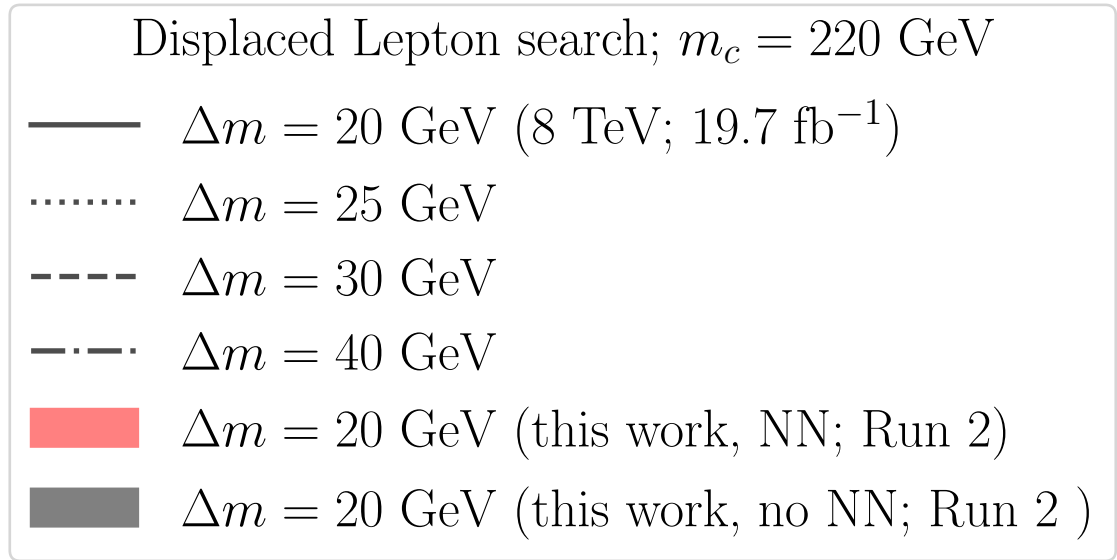 Displaced Lepton search; m_c = 220 GeV
Δm = 20 GeV (8 TeV; 19.7 fb⁻¹)
Δm = 25 GeV
Δm = 30 GeV
Δm = 40 GeV
Δm = 20 GeV (this work, NN; Run 2)
Δm = 20 GeV (this work, no NN; Run 2 )